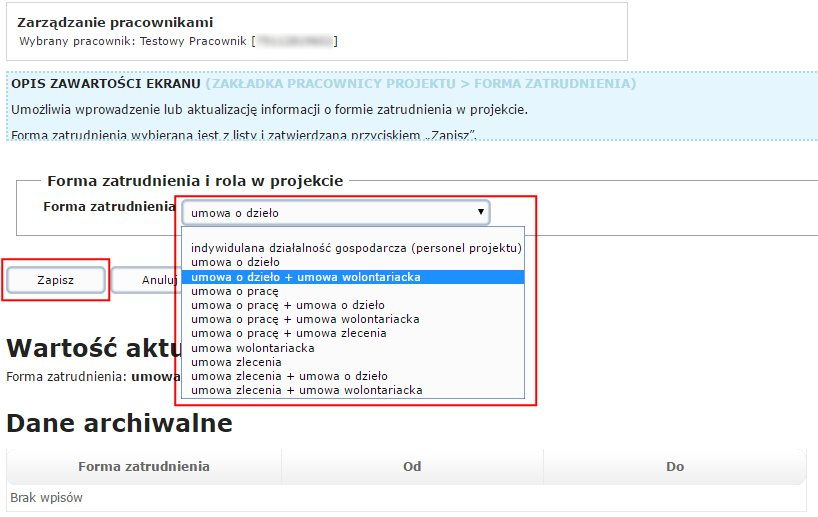 Zarządzanie pracownikami
Wybrany pracownik: Testowy Pracownik [ ]
OPIS ZAWARTOŚCI EKRANU (ZAKŁADKA PRACOWNICY PROJEKTU > FORMA ZATRUDNIENIA)
Umożliwia wprowadzenie lub aktualizację informacji o formie zatrudnienia w projekcie.
Forma zatrudnienia wybierana jest z listy i zatwierdzana przyciskiem „Zapisz”.
Forma zatrudnienia i rola w projekcie
Forma zatrudnienia umowa o dzieło
indywidulana działalność gospodarcza (personel projektu)
umowa o dzieło
umowa o dzieło + umowa wolontariacka
umowa o pracę
umowa o pracę + umowa o dzieło
umowa o pracę + umowa wolontariacka
umowa o pracę + umowa zlecenia
umowa wolontariacka
umowa zlecenia
umowa zlecenia + umowa o dzieło
umowa zlecenia + umowa wolontariacka
Zapisz Anuluj
Wartość aktu
Forma zatrudnienia: umowa
Dane archiwalne
Forma zatrudnienia Od Do
Brak wpisów